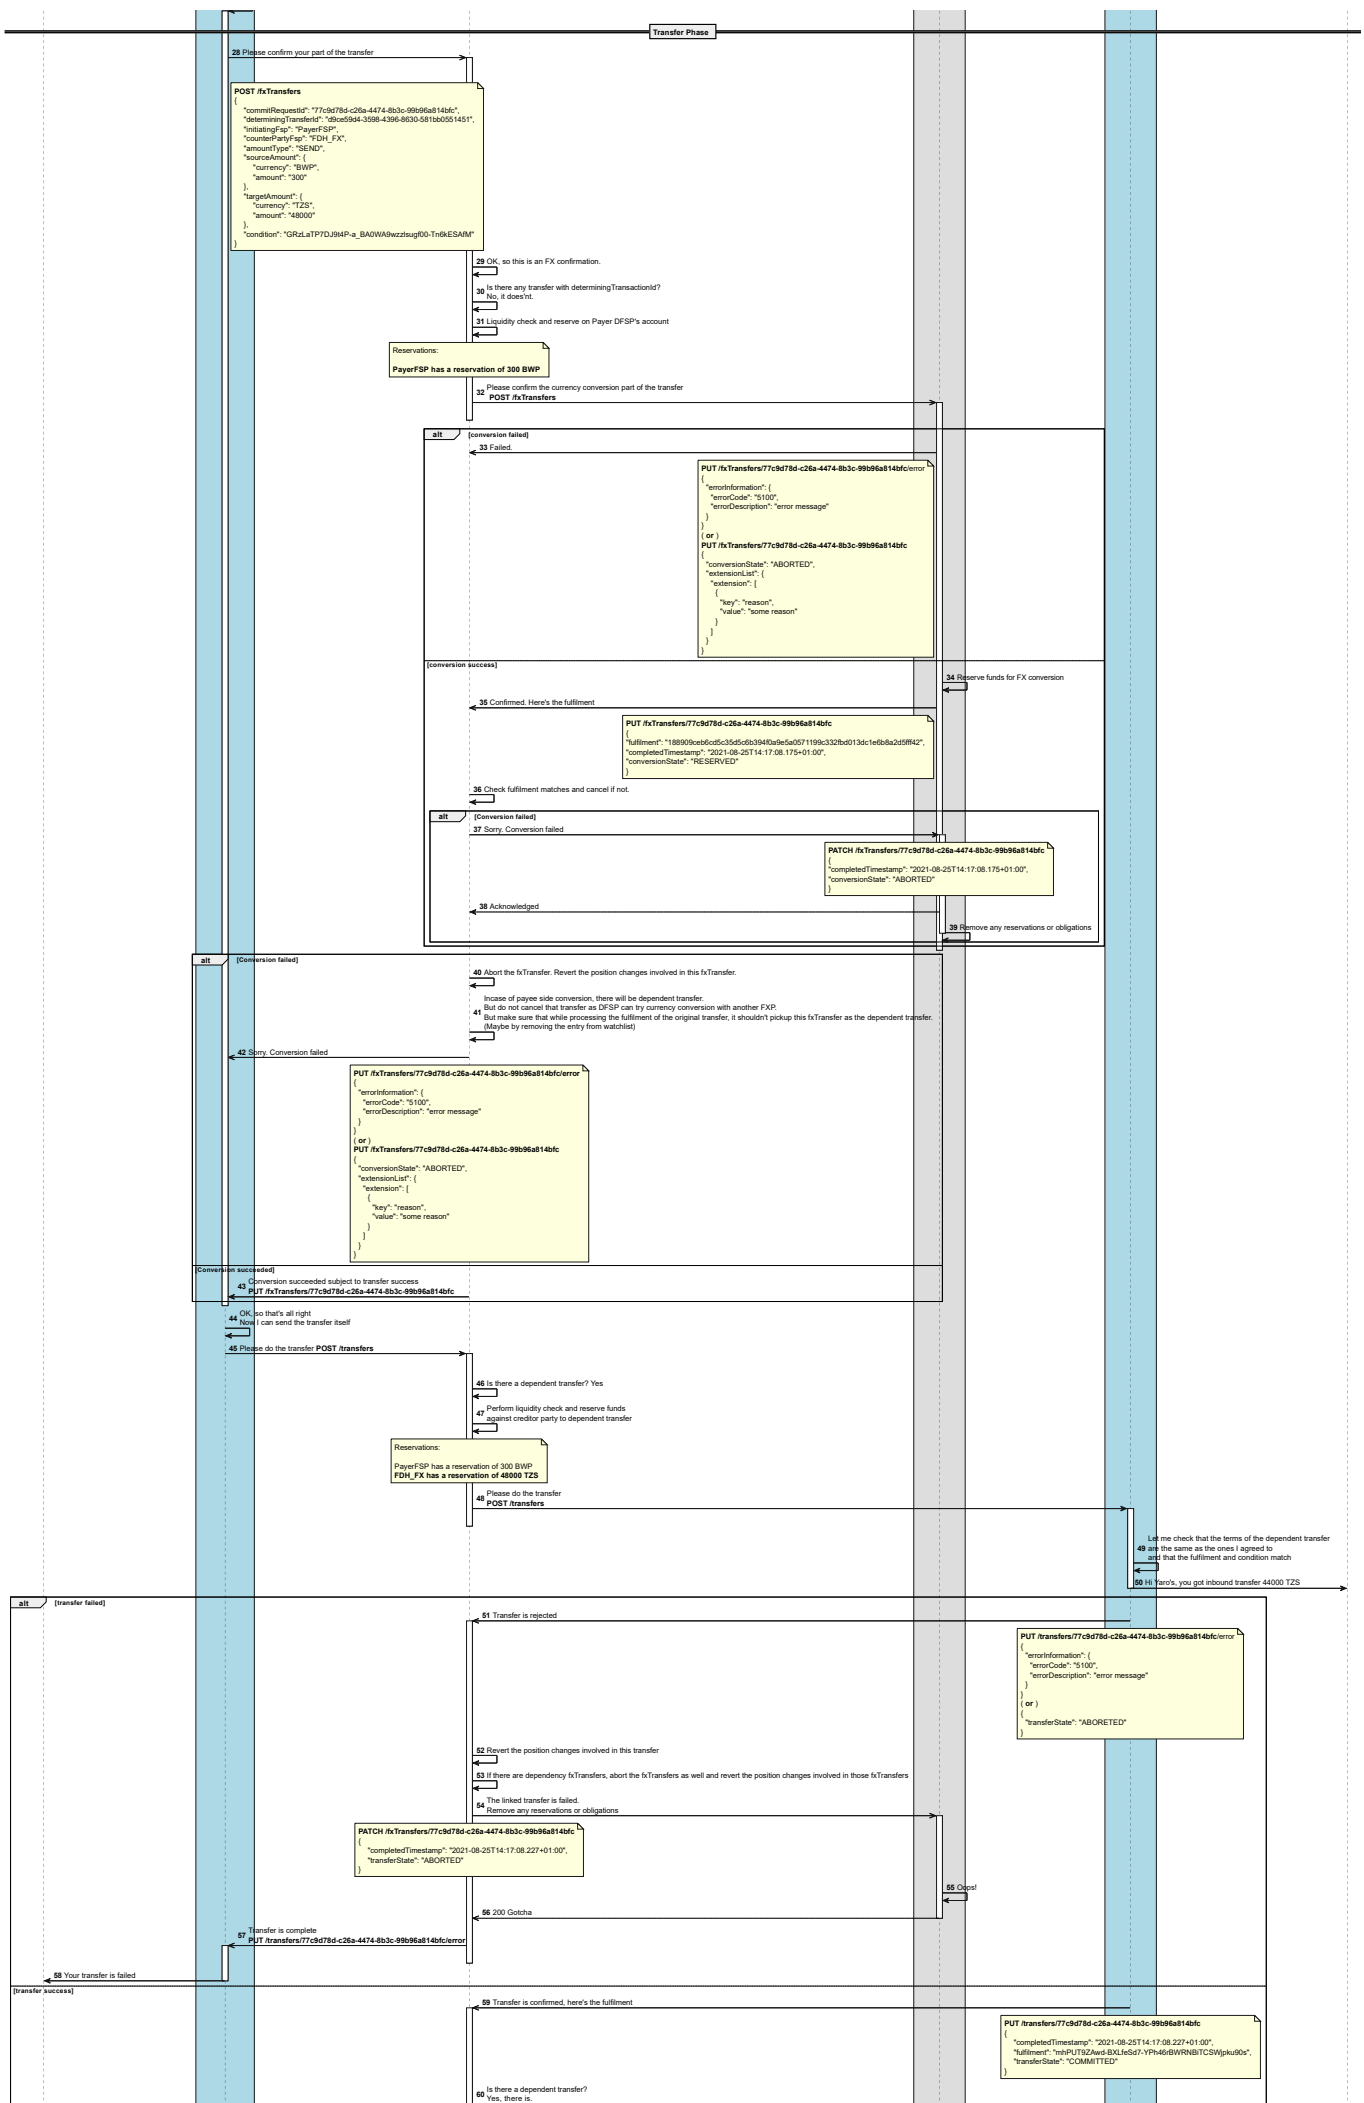 Transfer Phase
28 Please confirm your part of the transfer
POST /fxTransfers
{
"commitRequestId": "77c9d78d-c26a-4474-8b3c-99b96a814bfc",
"determiningTransferId": "d9ce59d4-3598-4396-8630-581bb0551451",
"initiatingFsp": "PayerFSP",
"counterPartyFsp": "FDH_FX",
"amountType": "SEND",
"sourceAmount": {
"currency": "BWP",
"amount": "300"
},
"targetAmount": {
"currency": "TZS",
"amount": "48000"
},
"condition": "GRzLaTP7DJ9t4P-a_BA0WA9wzzlsugf00-Tn6kESAfM"
}
29 OK, so this is an FX confirmation.
30 Is there any transfer with determiningTransactionId?
No, it does'nt.
31 Liquidity check and reserve on Payer DFSP's account
Reservations:
PayerFSP has a reservation of 300 BWP
32 Please confirm the currency conversion part of the transfer
POST /fxTransfers
alt [conversion failed]
33 Failed.
PUT /fxTransfers/77c9d78d-c26a-4474-8b3c-99b96a814bfc/error
{
"errorInformation": {
"errorCode": "5100",
"errorDescription": "error message"
}
}
( or )
PUT /fxTransfers/77c9d78d-c26a-4474-8b3c-99b96a814bfc
{
"conversionState": "ABORTED",
"extensionList": {
"extension": [
{
"key": "reason",
"value": "some reason"
}
]
}
}
[conversion success]
34 Reserve funds for FX conversion
35 Confirmed. Here's the fulfilment
PUT /fxTransfers/77c9d78d-c26a-4474-8b3c-99b96a814bfc
{
"fulfilment": "188909ceb6cd5c35d5c6b394f0a9e5a0571199c332fbd013dc1e6b8a2d5fff42",
"completedTimestamp": "2021-08-25T14:17:08.175+01:00",
"conversionState": "RESERVED"
}
36 Check fulfilment matches and cancel if not.
alt [Conversion failed]
37 Sorry. Conversion failed
PATCH /fxTransfers/77c9d78d-c26a-4474-8b3c-99b96a814bfc
{
"completedTimestamp": "2021-08-25T14:17:08.175+01:00",
"conversionState": "ABORTED"
}
38 Acknowledged
39 Remove any reservations or obligations
alt [Conversion failed]
40 Abort the fxTransfer. Revert the position changes involved in this fxTransfer.
Incase of payee side conversion, there will be dependent transfer.
But do not cancel that transfer as DFSP can try currency conversion with another FXP.
41 But make sure that while processing the fulfilment of the original transfer, it shouldn't pickup this fxTransfer as the dependent transfer.
(Maybe by removing the entry from watchlist)
42 Sorry. Conversion failed
PUT /fxTransfers/77c9d78d-c26a-4474-8b3c-99b96a814bfc/error
{
"errorInformation": {
"errorCode": "5100",
"errorDescription": "error message"
}
}
( or )
PUT /fxTransfers/77c9d78d-c26a-4474-8b3c-99b96a814bfc
{
"conversionState": "ABORTED",
"extensionList": {
"extension": [
{
"key": "reason",
"value": "some reason"
}
]
}
}
[Conversion succeeded]
43 Conversion succeeded subject to transfer success
PUT /fxTransfers/77c9d78d-c26a-4474-8b3c-99b96a814bfc
44 OK, so that's all right
Now I can send the transfer itself
45 Please do the transfer POST /transfers
46 Is there a dependent transfer? Yes
47 Perform liquidity check and reserve funds
against creditor party to dependent transfer
Reservations:
PayerFSP has a reservation of 300 BWP
FDH_FX has a reservation of 48000 TZS
48 Please do the transfer
POST /transfers
Let me check that the terms of the dependent transfer
49 are the same as the ones I agreed to
and that the fulfilment and condition match
50 Hi Yaro's, you got inbound transfer 44000 TZS
alt [transfer failed]
51 Transfer is rejected
PUT /transfers/77c9d78d-c26a-4474-8b3c-99b96a814bfc/error
{
"errorInformation": {
"errorCode": "5100",
"errorDescription": "error message"
}
}
( or )
{
"transferState": "ABORETED"
}
52 Revert the position changes involved in this transfer
53 If there are dependency fxTransfers, abort the fxTransfers as well and revert the position changes involved in those fxTransfers
54 The linked transfer is failed.
Remove any reservations or obligations
PATCH /fxTransfers/77c9d78d-c26a-4474-8b3c-99b96a814bfc
{
"completedTimestamp": "2021-08-25T14:17:08.227+01:00",
"transferState": "ABORTED"
}
55 Oops!
56 200 Gotcha
57 Transfer is complete
PUT /transfers/77c9d78d-c26a-4474-8b3c-99b96a814bfc/error
58 Your transfer is failed
[transfer success]
59 Transfer is confirmed, here's the fulfilment
PUT /transfers/77c9d78d-c26a-4474-8b3c-99b96a814bfc
{
"completedTimestamp": "2021-08-25T14:17:08.227+01:00",
"fulfilment": "mhPUT9ZAwd-BXLfeSd7-YPh46rBWRNBiTCSWjpku90s",
"transferState": "COMMITTED"
}
60 Is there a dependent transfer?
Yes, there is.